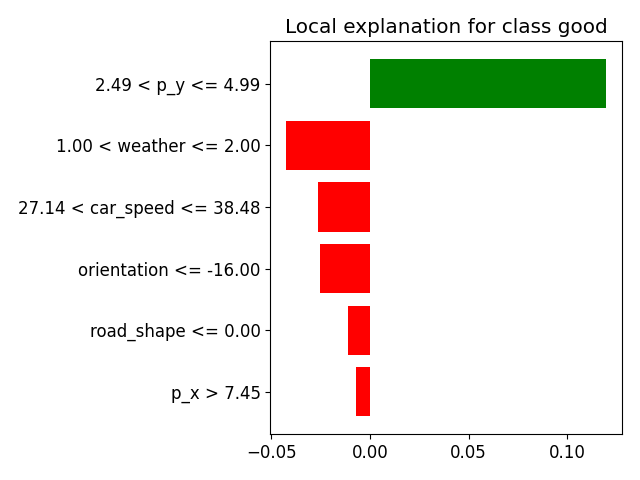 Local explanation for class good
2.49 < p_y <= 4.99
1.00 < weather <= 2.00
27.14 < car_speed <= 38.48
orientation <= -16.00
road_shape <= 0.00
p_x > 7.45
−0.05 0.00 0.05 0.10